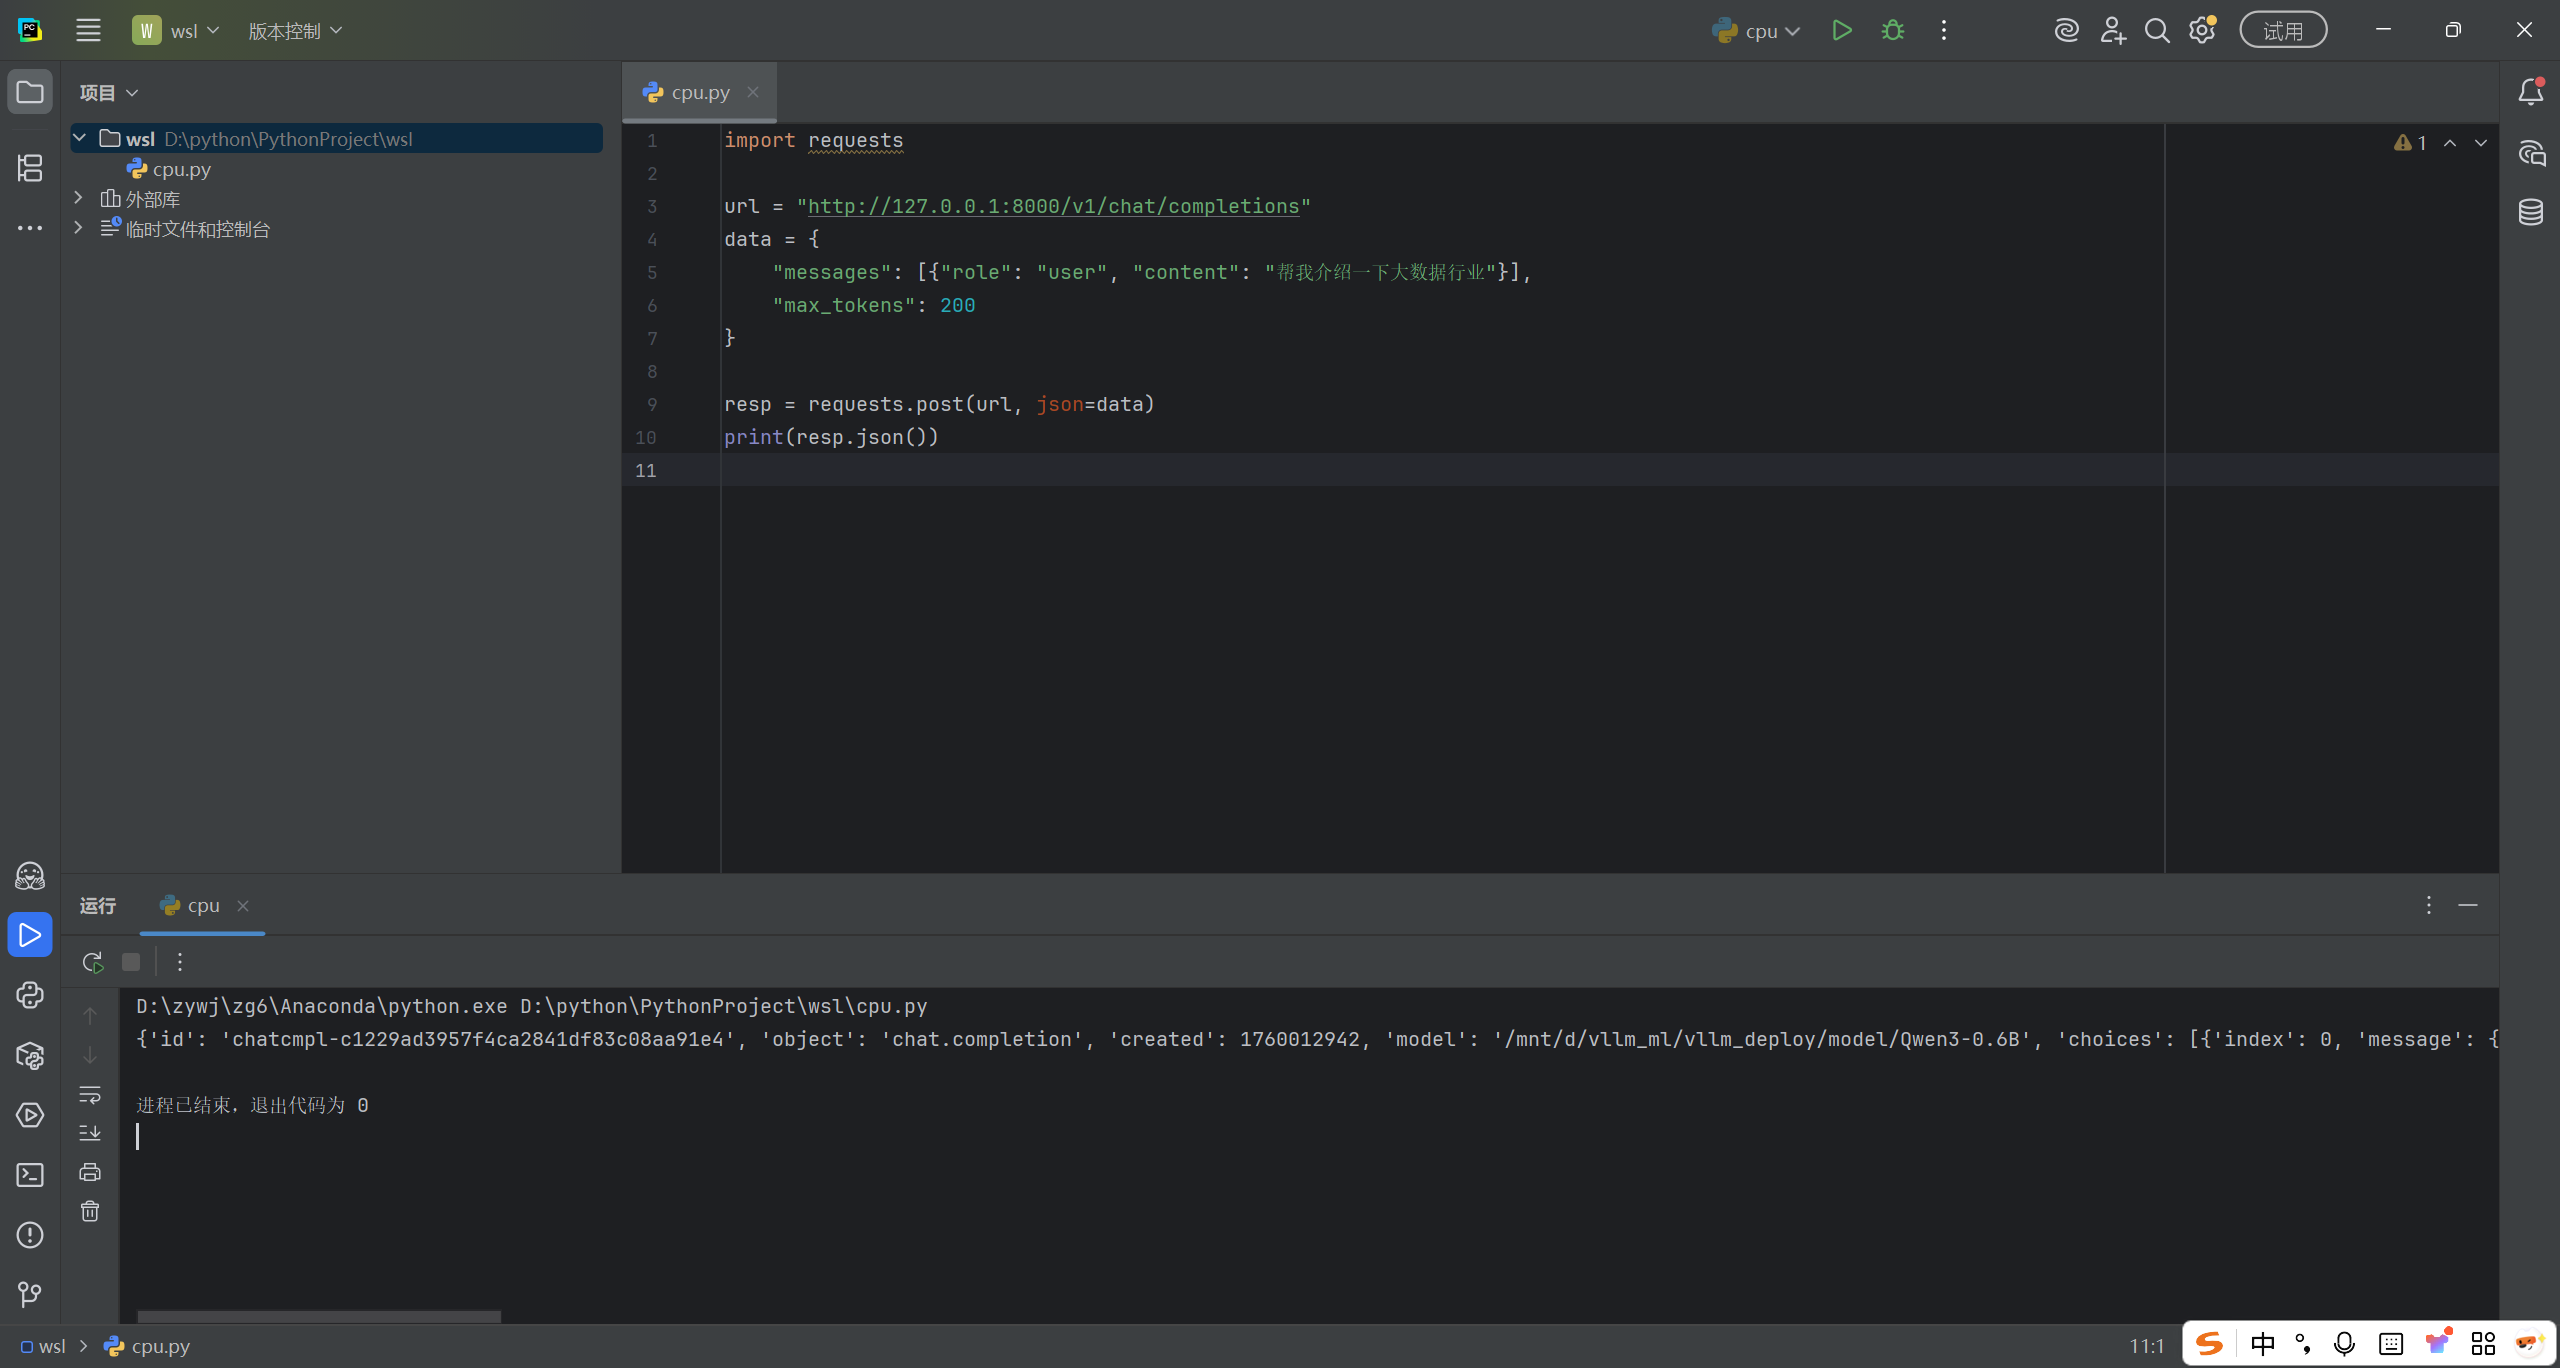 PC
W wsl 版本控制
cpu
试用
项目
wsl D:\python\PythonProject\wsl
cpu.py
外部库
临时文件和控制台
cpu.py
1 import requests
2
3 url = "http://127.0.0.1:8000/v1/chat/completions"
4 data = {
5 "messages": [{"role": "user", "content": "帮我介绍一下大数据行业"}],
6 "max_tokens": 200
7 }
8
9 resp = requests.post(url, json=data)
10 print(resp.json())
11
1
运行 cpu
D:\zywj\zg6\Anaconda\python.exe D:\python\PythonProject\wsl\cpu.py
{'id': 'chatcmpl-c1229ad3957f4ca2841df83c08aa91e4', 'object': 'chat.completion', 'created': 1760012942, 'model': '/mnt/d/vllm_ml/vllm_deploy/model/Qwen3-0.6B', 'choices': [{'index': 0, 'message': {
进程已结束，退出代码为 0
wsl cpu.py
11:1
S 中